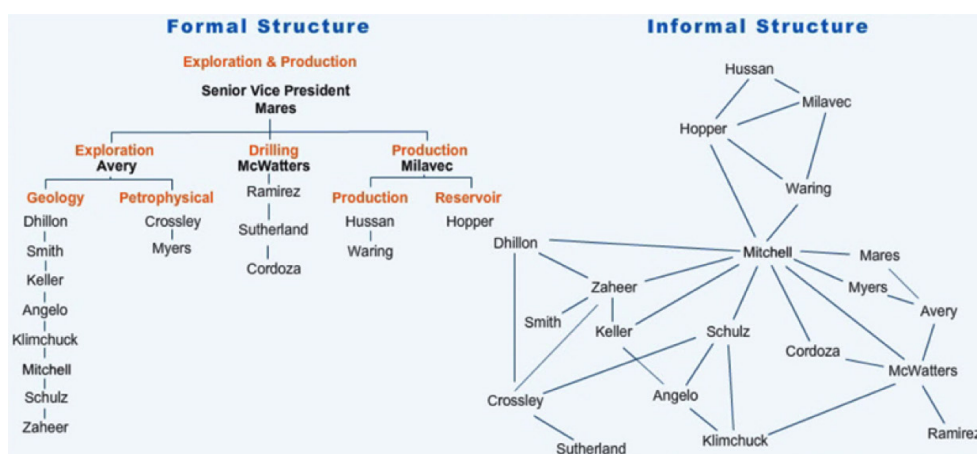 Formal Structure
Exploration & Production
Senior Vice President
Mares
Exploration
Avery
Drilling
McWatters
Production
Milavec
Geology
Dhillon
Smith
Keller
Angelo
Klimchuck
Mitchell
Schulz
Zaheer
Petrophysical
Crossley
Myers
Ramirez
Sutherland
Cordoza
Production
Hussan
Waring
Reservoir
Hopper
Informal Structure
Hussan
Milavec
Hopper
Waring
Dhillon
Mitchell
Mares
Zaheer
Myers
Avery
Smith
Keller
Schulz
Cordoza
McWatters
Crossley
Angelo
Ramirez
Klimchuck
Sutherland